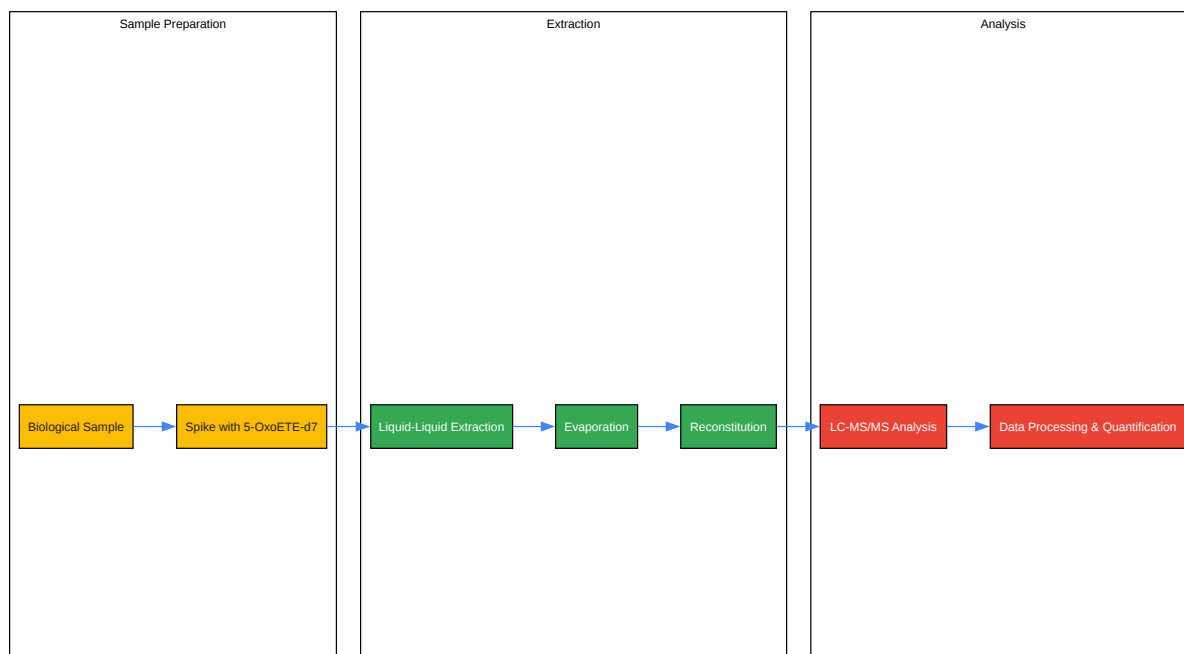 Sample Preparation
Extraction
Analysis
Biological Sample
Spike with 5-OxoETE-d7
Liquid-Liquid Extraction
Evaporation
Reconstitution
LC-MS/MS Analysis
Data Processing & Quantification